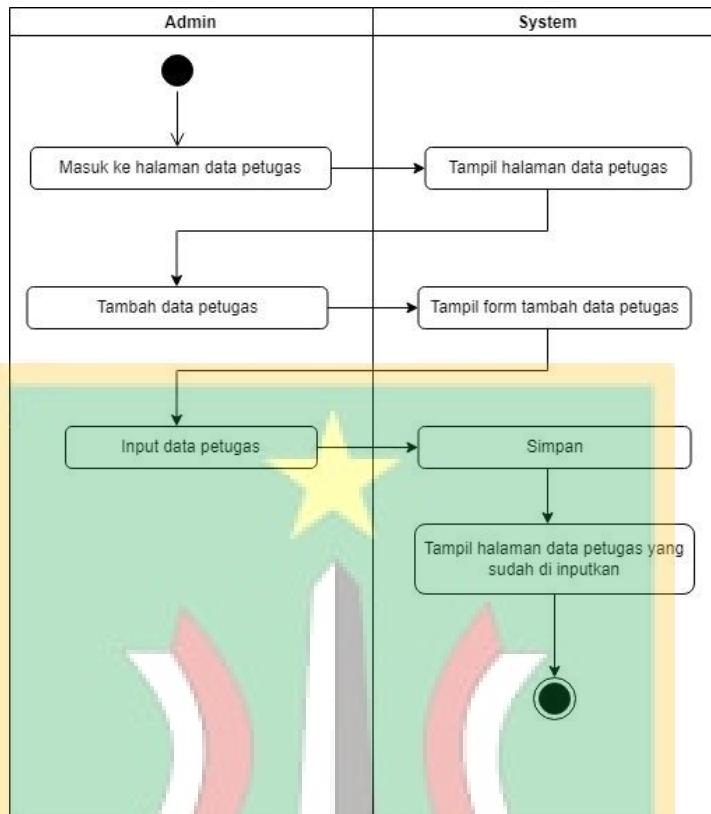 Admin
System
Masuk ke halaman data petugas
Tampil halaman data petugas
Tambah data petugas
Tampil form tambah data petugas
Input data petugas
Simpan
Tampil halaman data petugas yang
sudah di inputkan